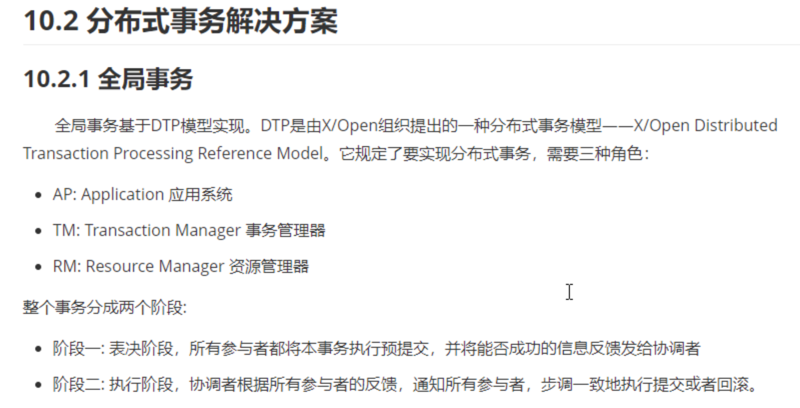 10.2 分布式事务解决方案
10.2.1 全局事务
全局事务基于DTP模型实现。DTP是由X/Open组织提出的一种分布式事务模型——X/Open Distributed
Transaction Processing Reference Model。它规定了要实现分布式事务，需要三种角色：
• AP: Application 应用系统
• TM: Transaction Manager 事务管理器
• RM: Resource Manager 资源管理器
整个事务分成两个阶段:
• 阶段一: 表决阶段，所有参与者都将本事务执行预提交，并将能否成功的信息反馈发给协调者
• 阶段二: 执行阶段，协调者根据所有参与者的反馈，通知所有参与者，步调一致地执行提交或者回滚。